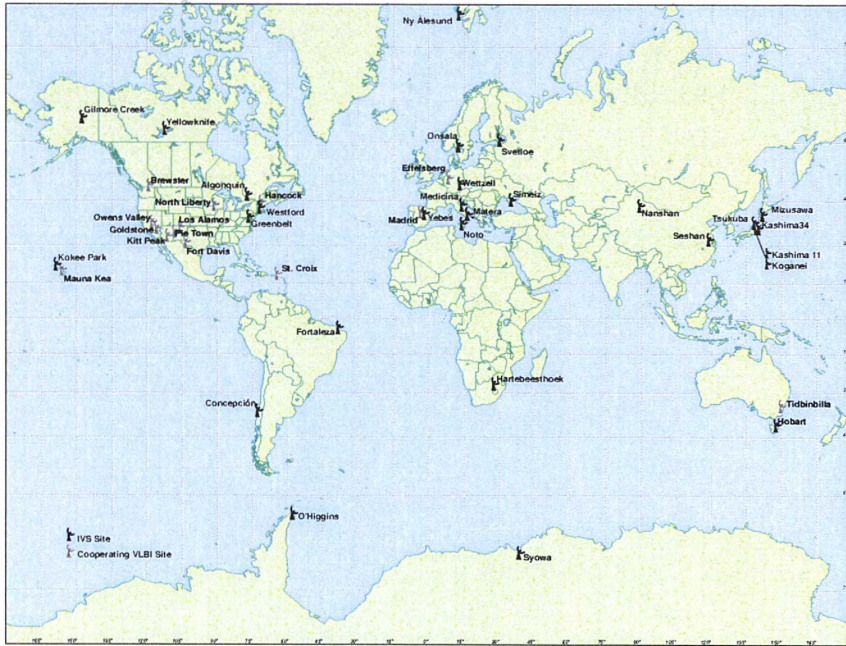 Ny Ålesund
Gilmore Creek
Yellowknife
Onsala
Svetloe
Effelsberg
Brewster
Algonquin
Wettzell
Hancock
Medicina
Simeiz
North Liberty
Westford
Nanshan
Mizusawa
Owens Valley
Los Alamos
Madrid
Yebes
Matera
Tsukuba
Kashima34
Goldstone
Pie Town
Greenbelt
Noto
Seshan
Kitt Peak
Fort Davis
Kashima 11
Kokee Park
St. Croix
Koganei
Mauna Kea
Fortaleza
Hartebeesthoek
Concepción
Tidbinbilla
Hobart
O'Higgins
IVS Site
Cooperating VLBI Site
Syowa